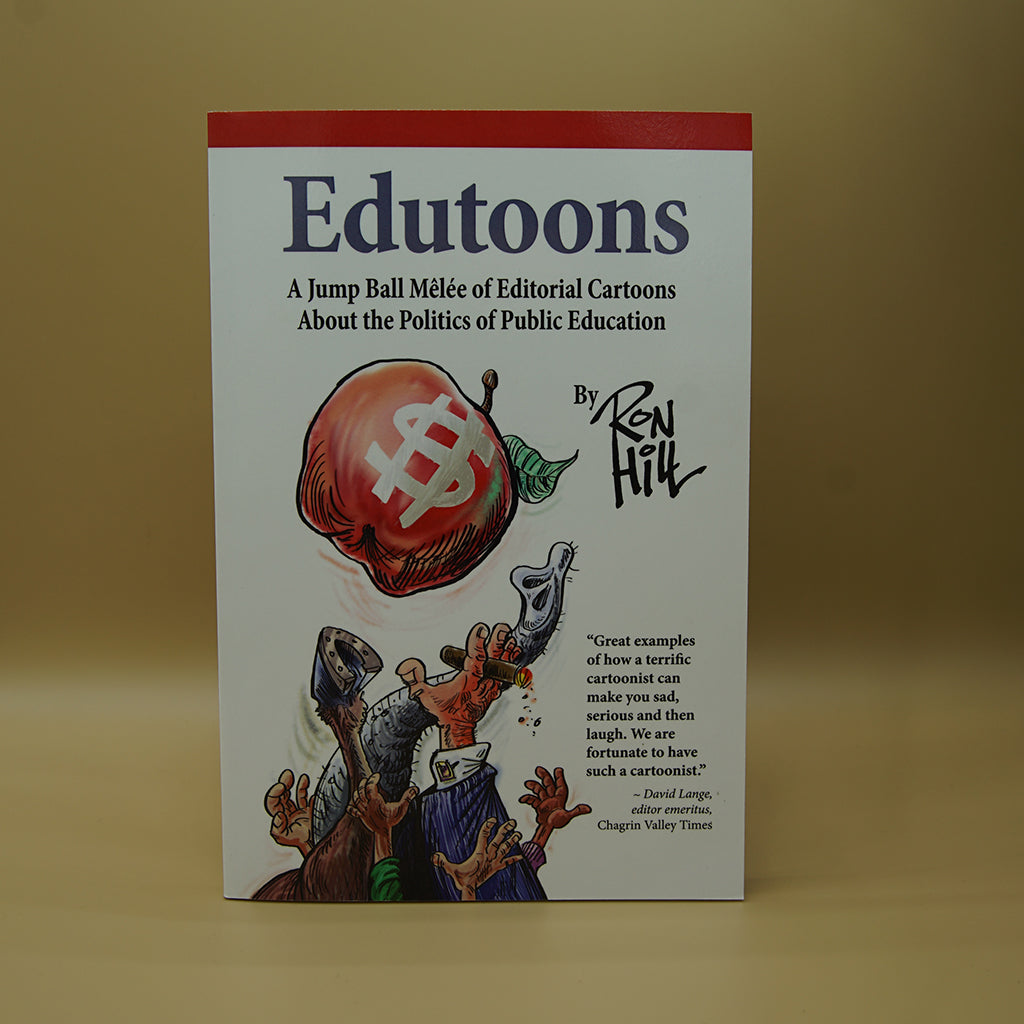 Edutoons
A Jump Ball Mêlée of Editorial Cartoons
About the Politics of Public Education
$
By
RON
HILL
“Great examples
of how a terrific
cartoonist can
make you sad,
serious and then
laugh. We are
fortunate to have
such a cartoonist.”
~ David Lange,
editor emeritus,
Chagrin Valley Times